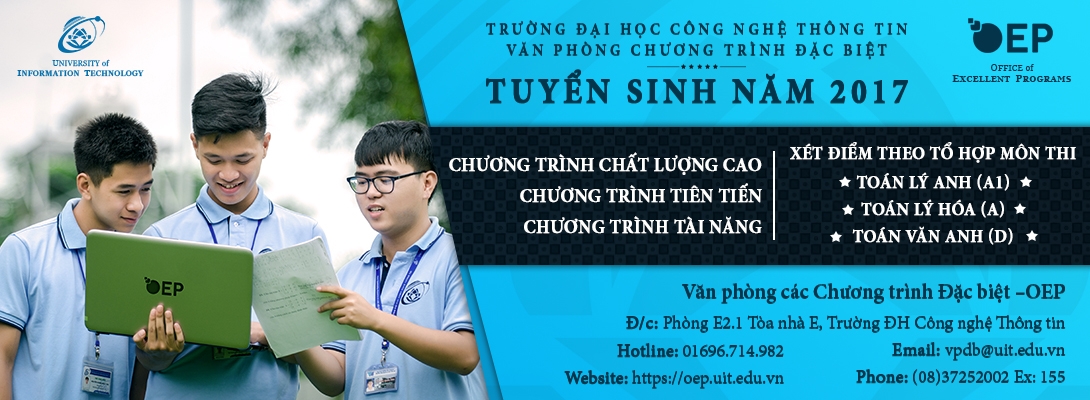 UNIVERSITY of
INFORMATION TECHNOLOGY
TRƯỜNG ĐẠI HỌC CÔNG NGHỆ THÔNG TIN
VĂN PHÒNG CHƯƠNG TRÌNH ĐẶC BIỆT
TUYỂN SINH NĂM 2017
OEP
OFFICE of
EXCELLENT PROGRAMS
CHƯƠNG TRÌNH CHẤT LƯỢNG CAO
CHƯƠNG TRÌNH TIÊN TIẾN
CHƯƠNG TRÌNH TÀI NĂNG
XÉT ĐIỂM THEO TỔ HỢP MÔN THI
TOÁN LÝ ANH (A1)
TOÁN LÝ HÓA (A)
TOÁN VĂN ANH (D)
OEP
Văn phòng các Chương trình Đặc biệt –OEP
Đ/c: Phòng E2.1 Tòa nhà E, Trường ĐH Công nghệ Thông tin
Hotline: 01696.714.982
Email: vpdb@uit.edu.vn
Website: https://oep.uit.edu.vn
Phone: (08)37252002 Ex: 155